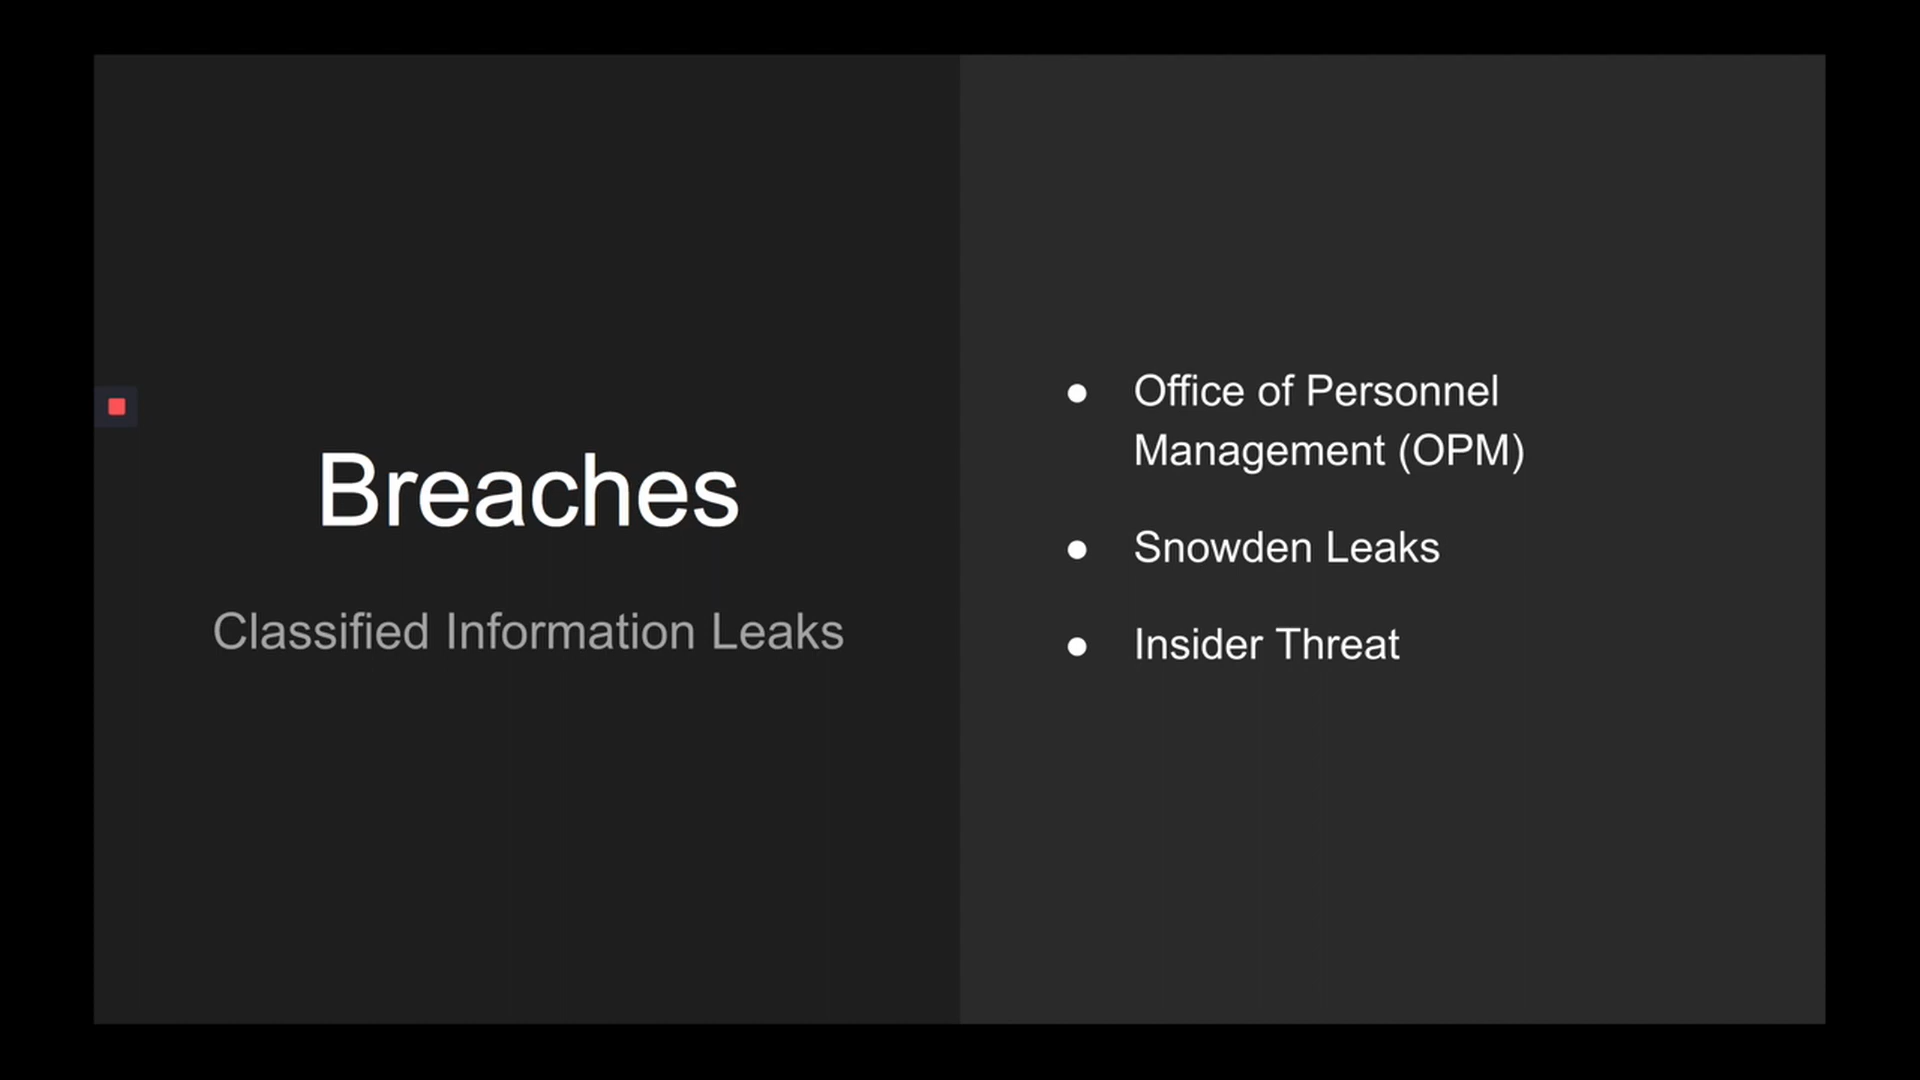 Breaches
Classified Information Leaks
● Office of Personnel
Management (OPM)
● Snowden Leaks
● Insider Threat